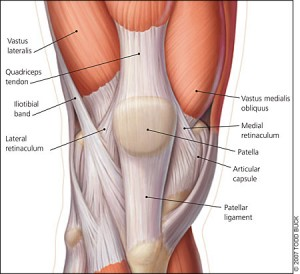 Vastus
lateralis
Quadriceps
tendon
Iliotibial
band
Lateral
retinaculum
Vastus medialis
obliquus
Medial
retinaculum
Patella
Articular
capsule
Patellar
ligament
© 2007 TODD BUCK